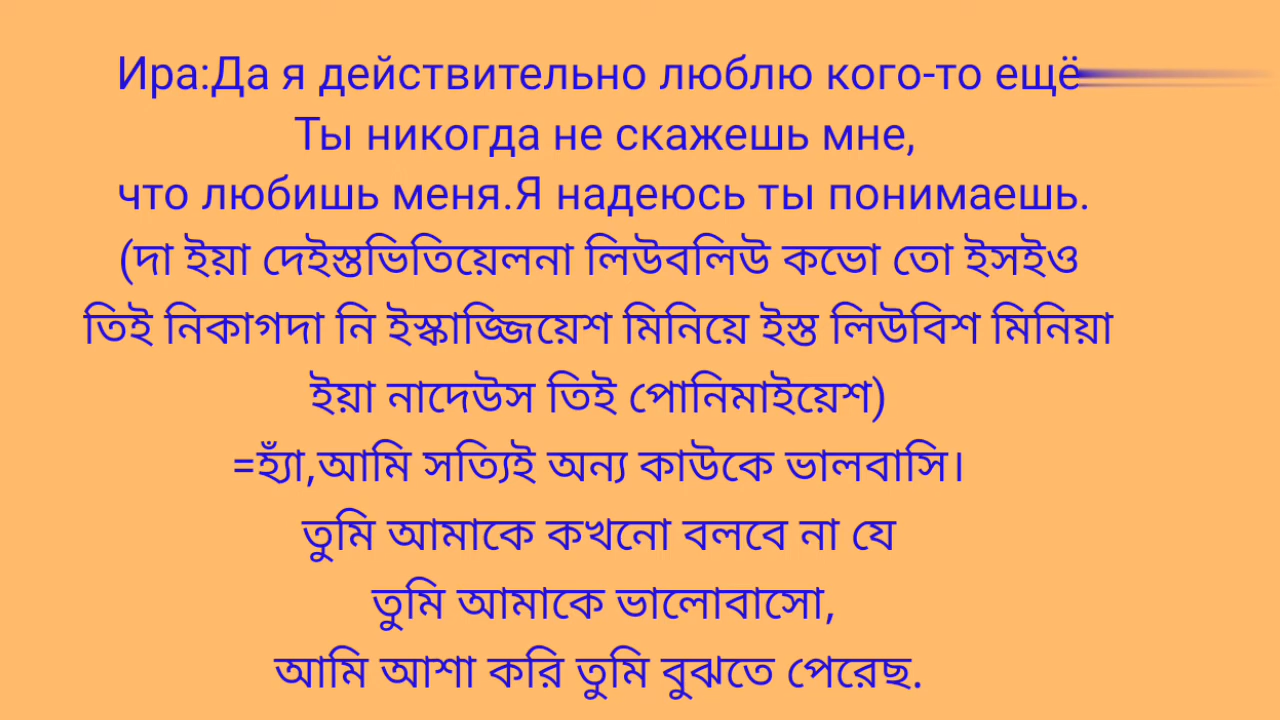 Ира:Да я действительно люблю кого-то ещё
Ты никогда не скажешь мне,
что любишь меня.Я надеюсь ты понимаешь.
(দা ইয়া দেইস্তভিতিয়েলনা লিউবলিউ কভো তো ইসইও
তিই নিকাগদা নি ইস্কাজ্জিয়েশ মিনিয়ে ইস্ত লিউবিশ মিনিয়া
ইয়া নাদেউস তিই পোনিমাইয়েশ)
=হ্যাঁ,আমি সত্যিই অন্য কাউকে ভালবাসি।
তুমি আমাকে কখনো বলবে না যে
তুমি আমাকে ভালোবাসো,
আমি আশা করি তুমি বুঝতে পেরেছ.